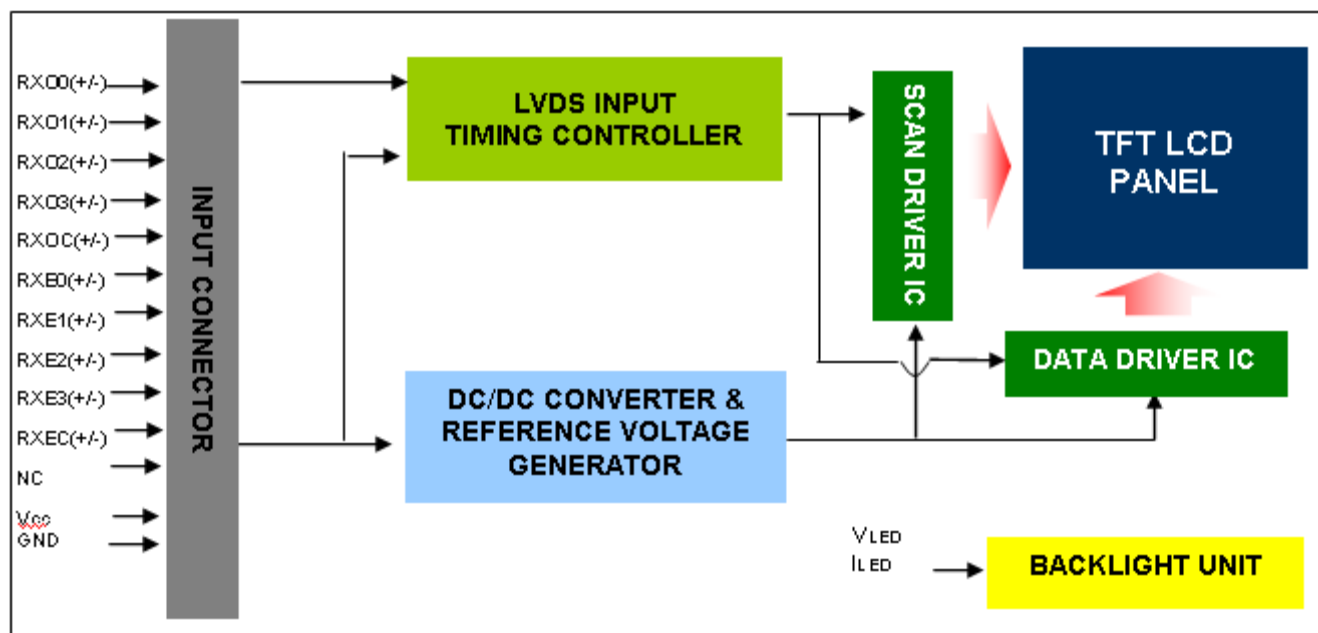 RXO0(+/-)
RXO1(+/-)
RXO2(+/-)
RXO3(+/-)
RXOC(+/-)
RXE0(+/-)
RXE1(+/-)
RXE2(+/-)
RXE3(+/-)
RXEC(+/-)
NC
Vcc
GND
INPUT CONNECTOR
LVDS INPUT
TIMING CONTROLLER
DC/DC CONVERTER &
REFERENCE VOLTAGE
GENERATOR
SCAN DRIVER IC
TFT LCD
PANEL
DATA DRIVER IC
VLED
ILED
BACKLIGHT UNIT